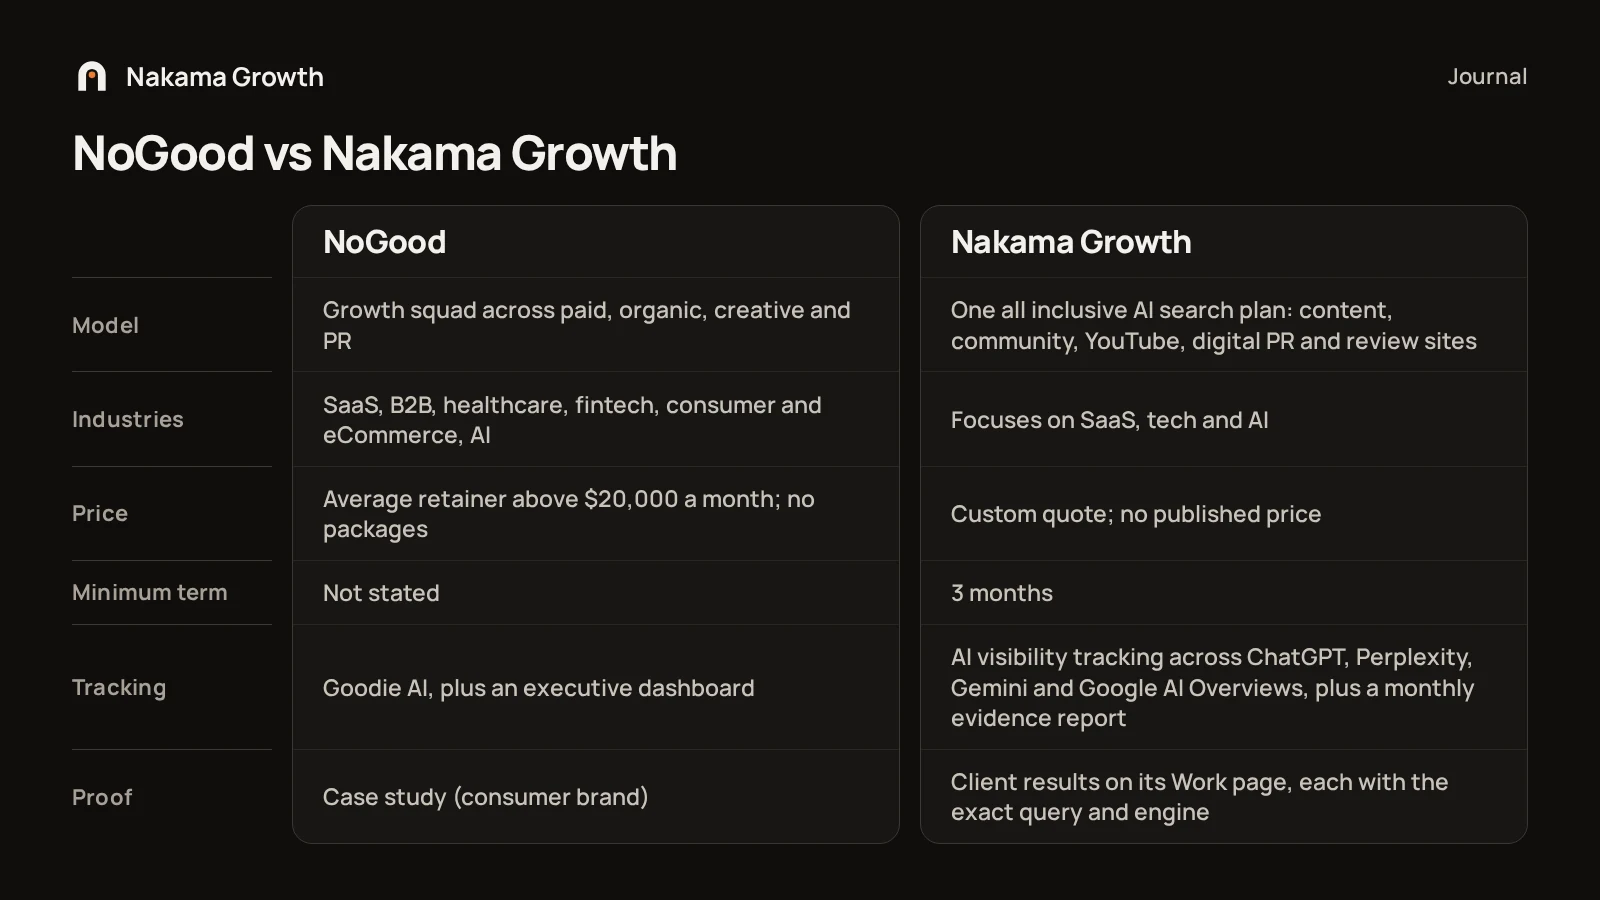 Nakama Growth
Journal
NoGood vs Nakama Growth
NoGood
Nakama Growth
Model
Growth squad across paid, organic, creative and
PR
One all inclusive AI search plan: content,
community, YouTube, digital PR and review sites
Industries
SaaS, B2B, healthcare, fintech, consumer and
eCommerce, AI
Focuses on SaaS, tech and AI
Price
Average retainer above $20,000 a month; no
packages
Custom quote; no published price
Minimum term
Not stated
3 months
Tracking
Goodie AI, plus an executive dashboard
AI visibility tracking across ChatGPT, Perplexity,
Gemini and Google AI Overviews, plus a monthly
evidence report
Proof
Case study (consumer brand)
Client results on its Work page, each with the
exact query and engine